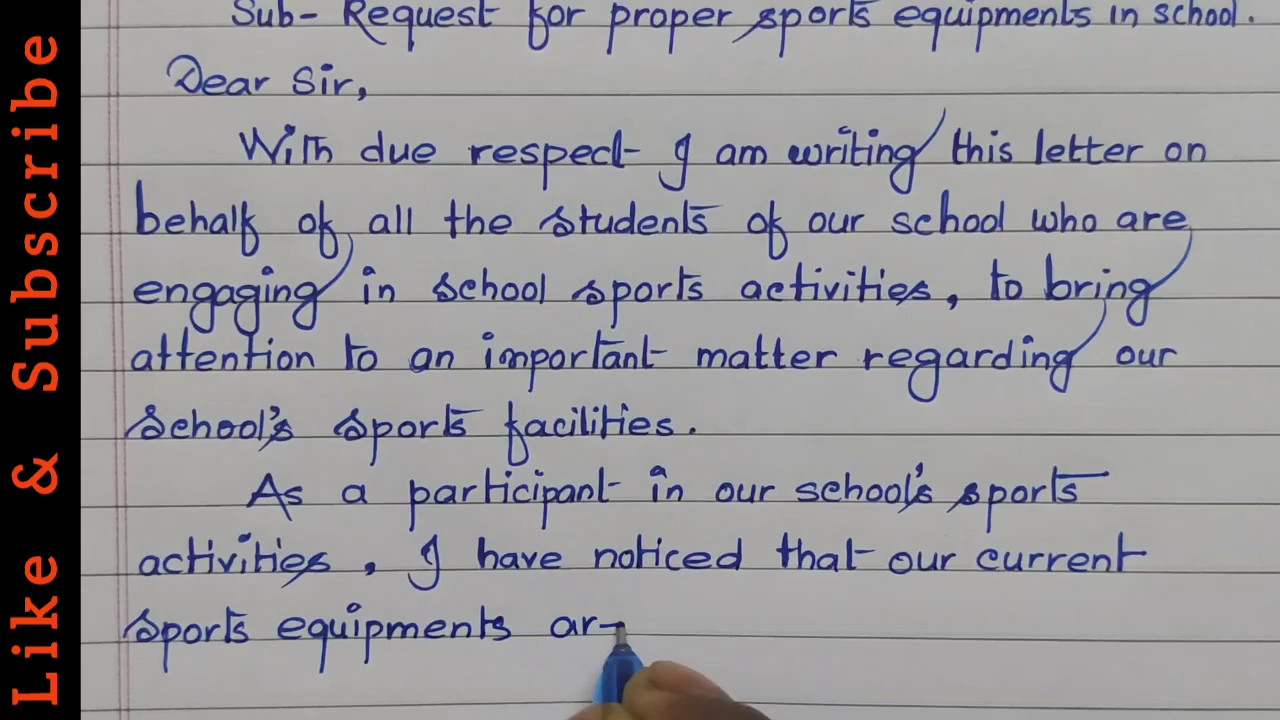 Like & Subscribe
Sub- Request for proper sports equipments in school.
Dear Sir,
With due respect I am writing this letter on
behalf of all the students of our school who are
engaging in school sports activities, to bring
attention to an important matter regarding our
school's sports facilities.
As a participant in our school's sports
activities, I have noticed that our current
sports equipments ar